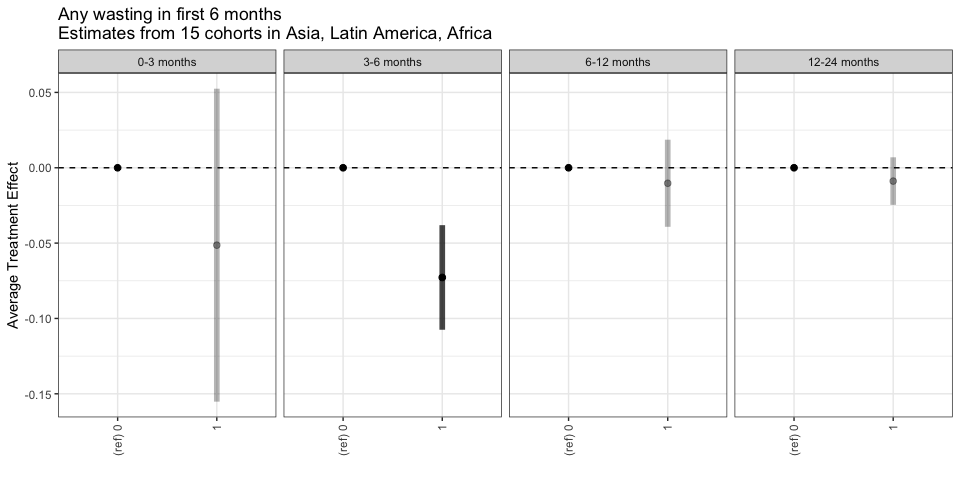 Any wasting in first 6 months
Estimates from 15 cohorts in Asia, Latin America, Africa
0-3 months
3-6 months
6-12 months
12-24 months
Average Treatment Effect
0.05
0.00
-0.05
-0.10
-0.15
(ref) 0
1
(ref) 0
1
(ref) 0
1
(ref) 0
1